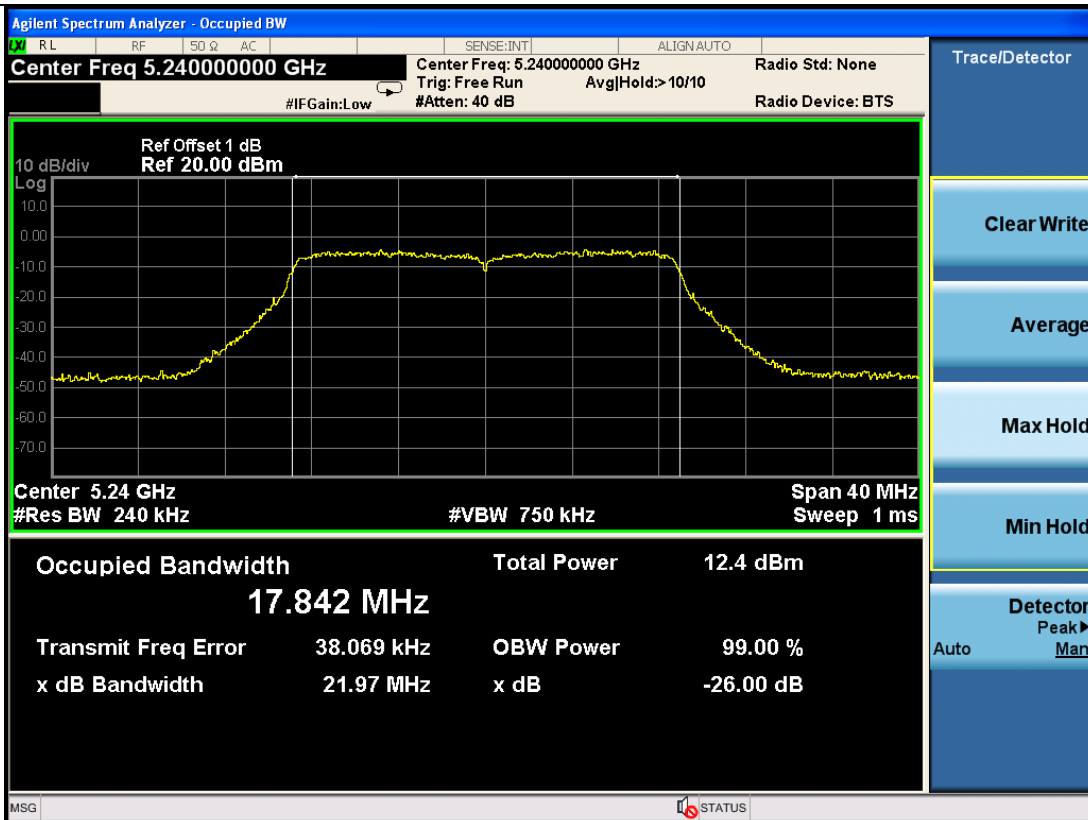 Agilent Spectrum Analyzer - Occupied BW
LXI RL RF 50 Ω AC SENSE:INT ALIGN AUTO
Center Freq 5.240000000 GHz
Center Freq: 5.240000000 GHz
Radio Std: None
Trig: Free Run Avg|Hold:>10/10
#IFGain:Low
#Atten: 40 dB
Radio Device: BTS
Ref Offset 1 dB
10 dB/div Ref 20.00 dBm
Log
10.0
0.00
-10.0
-20.0
-30.0
-40.0
-50.0
-60.0
-70.0
Center 5.24 GHz Span 40 MHz
#Res BW 240 kHz #VBW 750 kHz Sweep 1 ms
Occupied Bandwidth Total Power 12.4 dBm
17.842 MHz
Transmit Freq Error 38.069 kHz OBW Power 99.00 %
x dB Bandwidth 21.97 MHz x dB -26.00 dB
MSG STATUS
Trace/Detector
Clear Write
Average
Max Hold
Min Hold
Detector
Peak▶
Auto Man